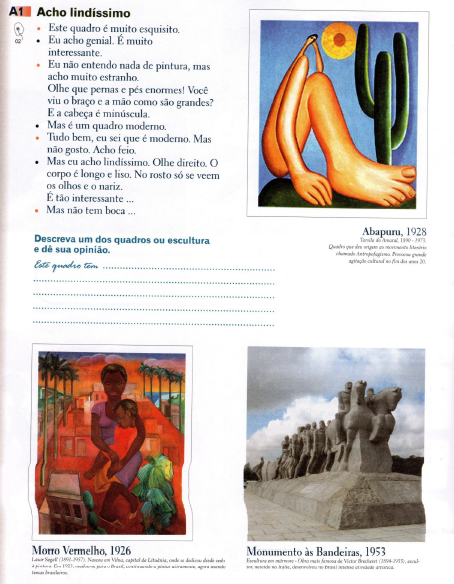 A1 Acho lindíssimo
02
• Este quadro é muito esquisito.
• Eu acho genial. É muito
interessante.
• Eu não entendo nada de pintura, mas
acho muito estranho.
Olhe que pernas e pés enormes! Você
viu o braço e a mão como são grandes?
E a cabeça é minúscula.
• Mas é um quadro moderno.
• Tudo bem, eu sei que é moderno. Mas
não gosto. Acho feio.
• Mas eu acho lindíssimo. Olhe direito. O
corpo é longo e liso. No rosto só se veem
os olhos e o nariz.
É tão interessante ...
• Mas não tem boca ...
Abapuru, 1928
Tarsila do Amaral, 1890 - 1973.
Quadro que deu origem ao movimento literário
chamado Antropofagismo. Provocou grande
agitação cultural no fim dos anos 20.
Descreva um dos quadros ou escultura
e dê sua opinião.
Este quadro tem
Morro Vermelho, 1926
Lasar Segall (1891-1957). Nasceu em Vilna, capital da Lituânia, onde se dedicou desde cedo
à pintura. Em 1923, para o Brasil, continuando a pintar
temas brasileiros.
Monumento às Bandeiras, 1953
Escultura em mármore - Obra mais famosa de Victor Brecheret (1894-1955), escul-
tor, nascido na Itália, desenvolveu no Brasil intensa atividade artística.